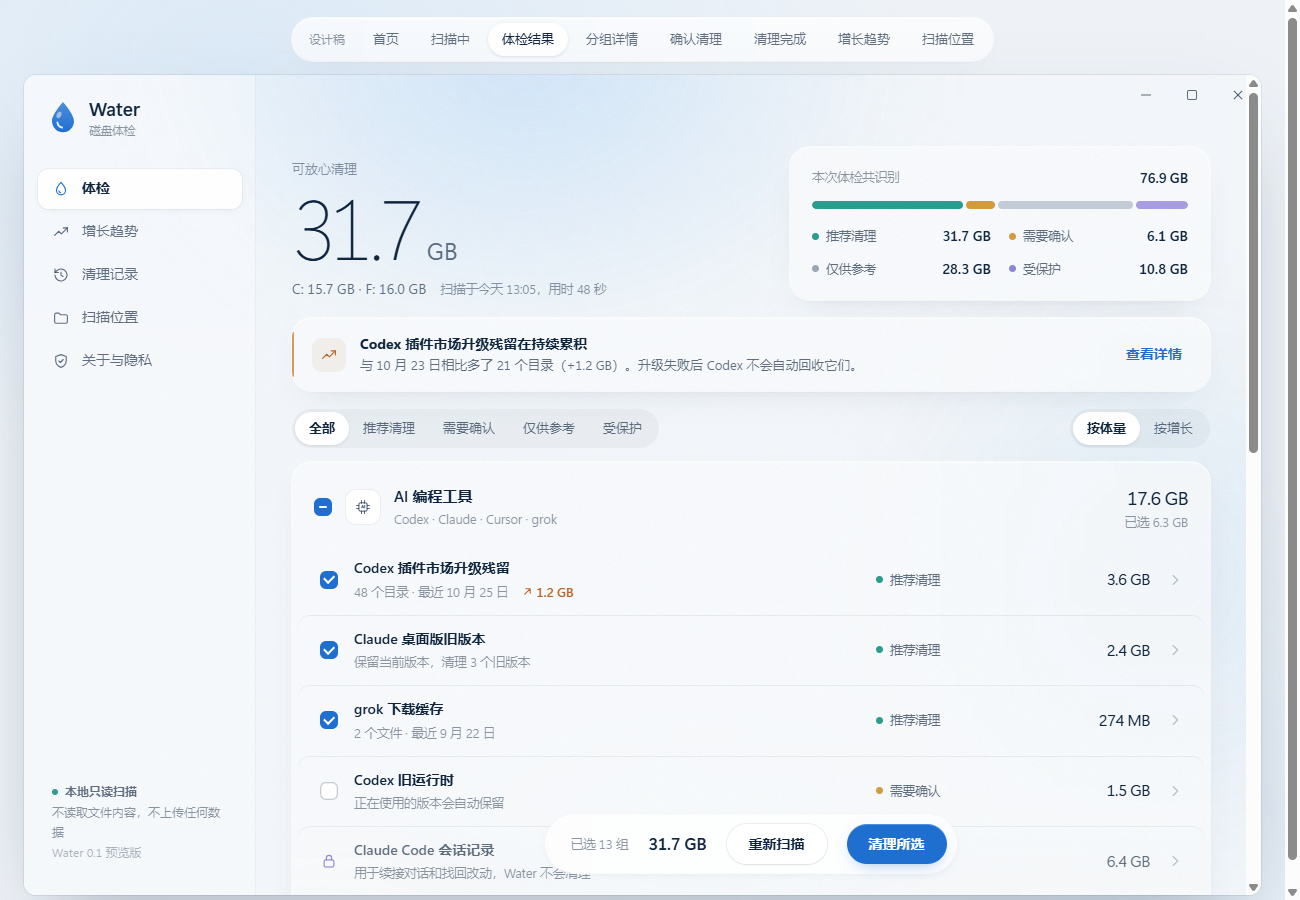 设计稿 首页 扫描中 体检结果 分组详情 确认清理 清理完成 增长趋势 扫描位置
Water
磁盘体检
体检
增长趋势
清理记录
扫描位置
关于与隐私
本地只读扫描
不读取文件内容，不上传任何数
据
Water 0.1 预览版
可放心清理
31.7 GB
C: 15.7 GB · F: 16.0 GB 扫描于今天 13:05，用时 48 秒
本次体检共识别 76.9 GB
推荐清理 31.7 GB 需要确认 6.1 GB
仅供参考 28.3 GB 受保护 10.8 GB
Codex 插件市场升级残留在持续累积
与 10 月 23 日相比多了 21 个目录（+1.2 GB）。升级失败后 Codex 不会自动回收它们。
查看详情
全部 推荐清理 需要确认 仅供参考 受保护 按体量 按增长
AI 编程工具
Codex · Claude · Cursor · grok
17.6 GB
已选 6.3 GB
Codex 插件市场升级残留
48 个目录 · 最近 10 月 25 日 ↗ 1.2 GB
推荐清理 3.6 GB
Claude 桌面版旧版本
保留当前版本，清理 3 个旧版本
推荐清理 2.4 GB
grok 下载缓存
2 个文件 · 最近 9 月 22 日
推荐清理 274 MB
Codex 旧运行时
正在使用的版本会自动保留
需要确认 1.5 GB
Claude Code 会话记录
用于续接对话和找回改动，Water 不会清理
6.4 GB
已选 13 组 31.7 GB 重新扫描 清理所选